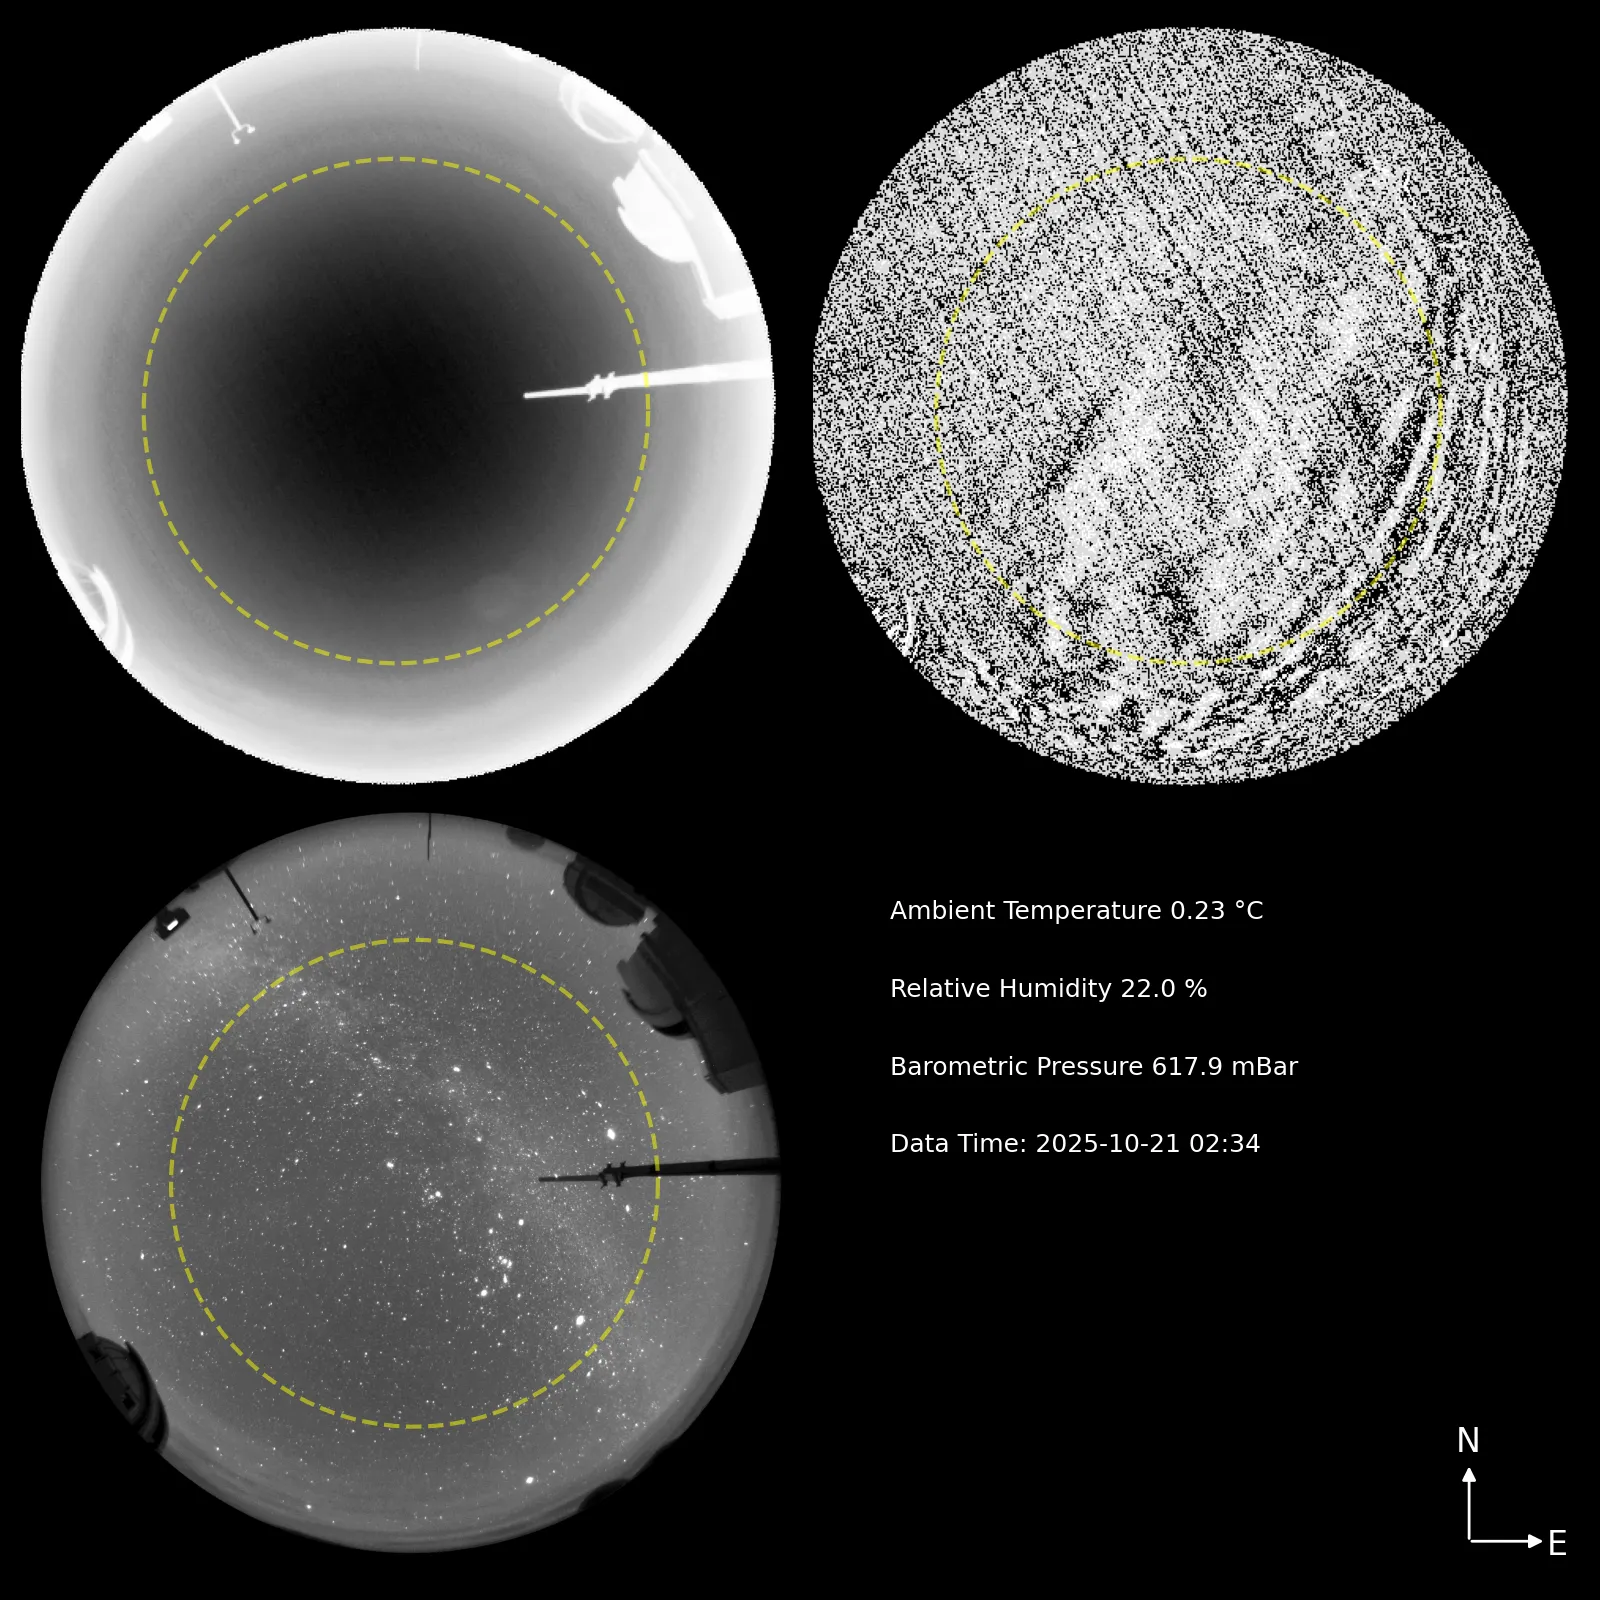 Ambient Temperature 0.23 °C
Relative Humidity 22.0 %
Barometric Pressure 617.9 mBar
Data Time: 2025-10-21 02:34
N
E